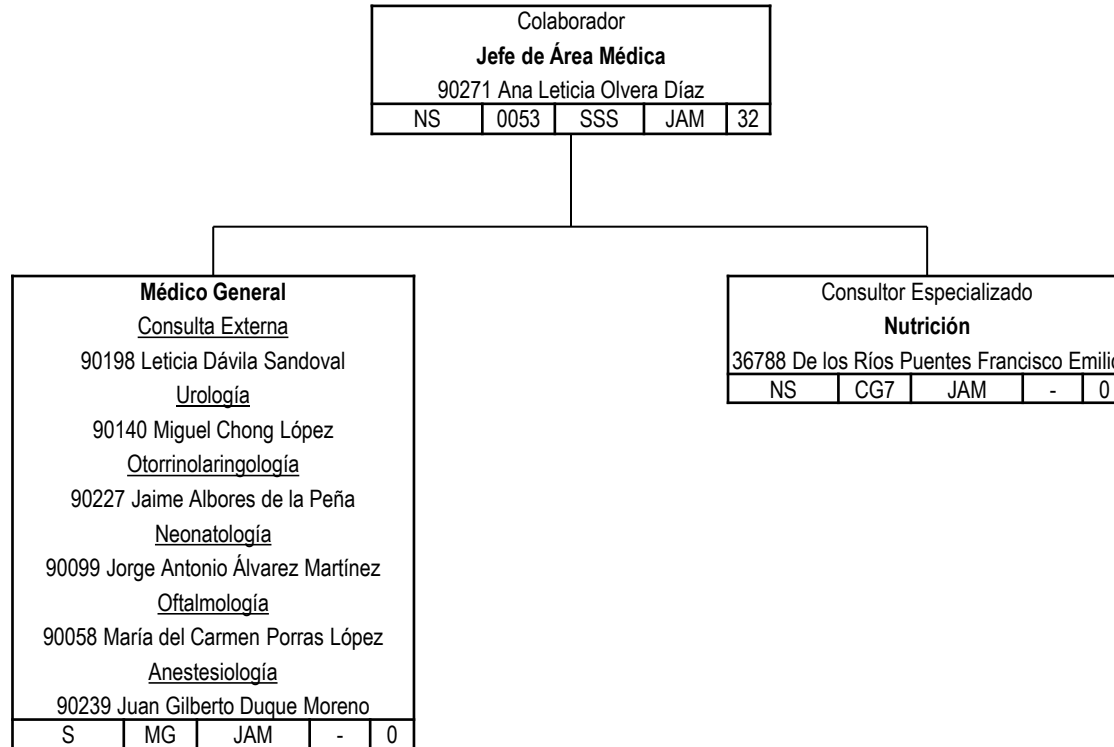 Colaborador
Jefe de Área Médica
90271 Ana Leticia Olvera Díaz
NS 0053 SSS JAM 32
Médico General
Consulta Externa
90198 Leticia Dávila Sandoval
Urología
90140 Miguel Chong López
Otorrinolaringología
90227 Jaime Albores de la Peña
Neonatología
90099 Jorge Antonio Álvarez Martínez
Oftalmología
90058 María del Carmen Porras López
Anestesiología
90239 Juan Gilberto Duque Moreno
S MG JAM - 0
Consultor Especializado
Nutrición
36788 De los Ríos Puentes Francisco Emilio
NS CG7 JAM - 0